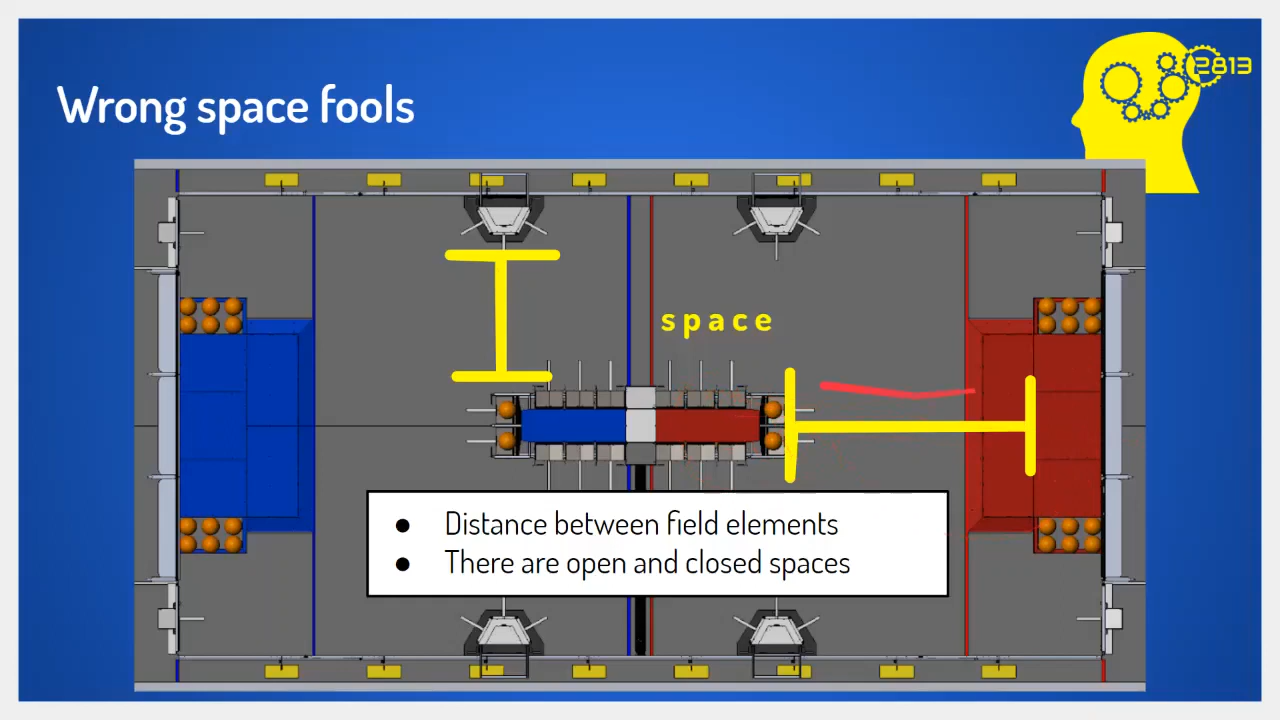 2813
Wrong space fools
space
● Distance between field elements
● There are open and closed spaces